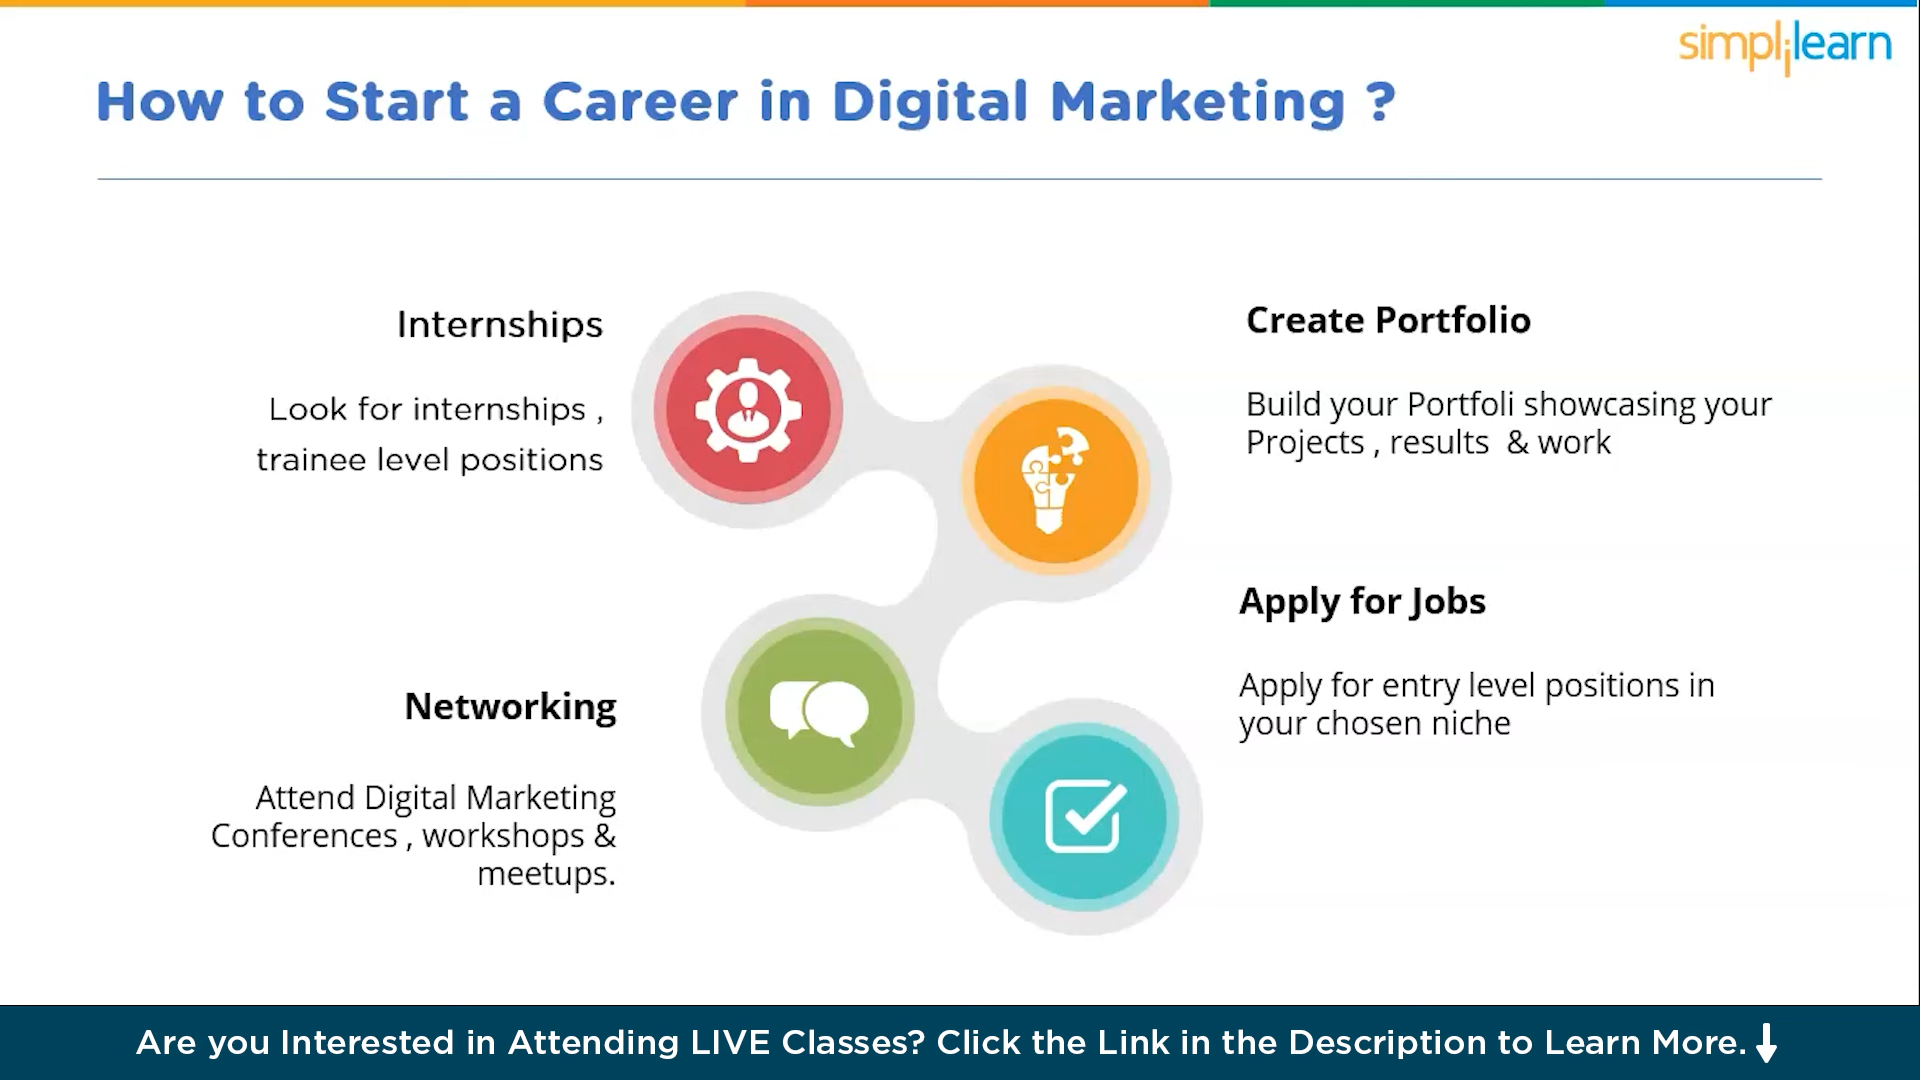 simplilearn
How to Start a Career in Digital Marketing ?
Internships
Look for internships ,
trainee level positions
Create Portfolio
Build your Portfoli showcasing your
Projects , results & work
Networking
Attend Digital Marketing
Conferences , workshops &
meetups.
Apply for Jobs
Apply for entry level positions in
your chosen niche
Are you Interested in Attending LIVE Classes? Click the Link in the Description to Learn More.